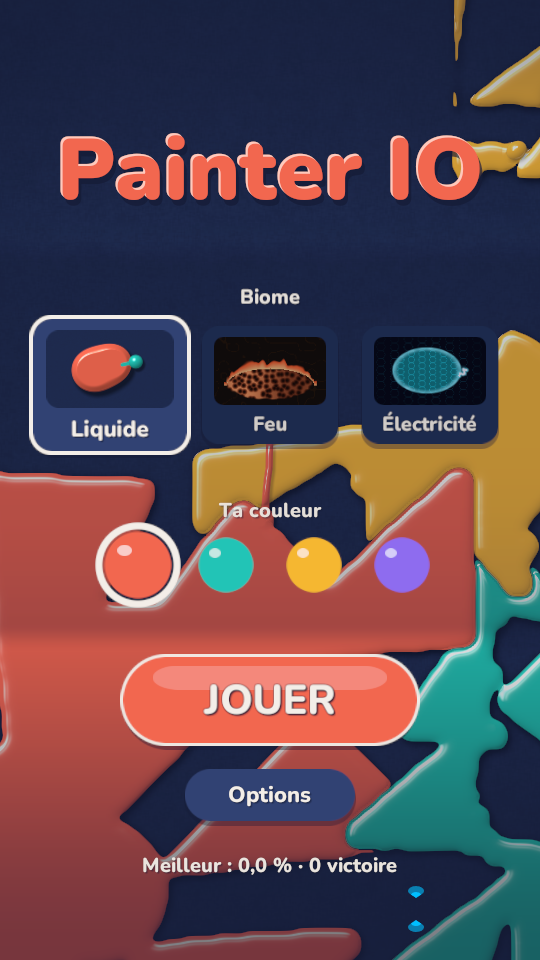 Painter IO
Biome
Liquide
Feu
Électricité
Ta couleur
JOUER
Options
Meilleur : 0,0 % · 0 victoire